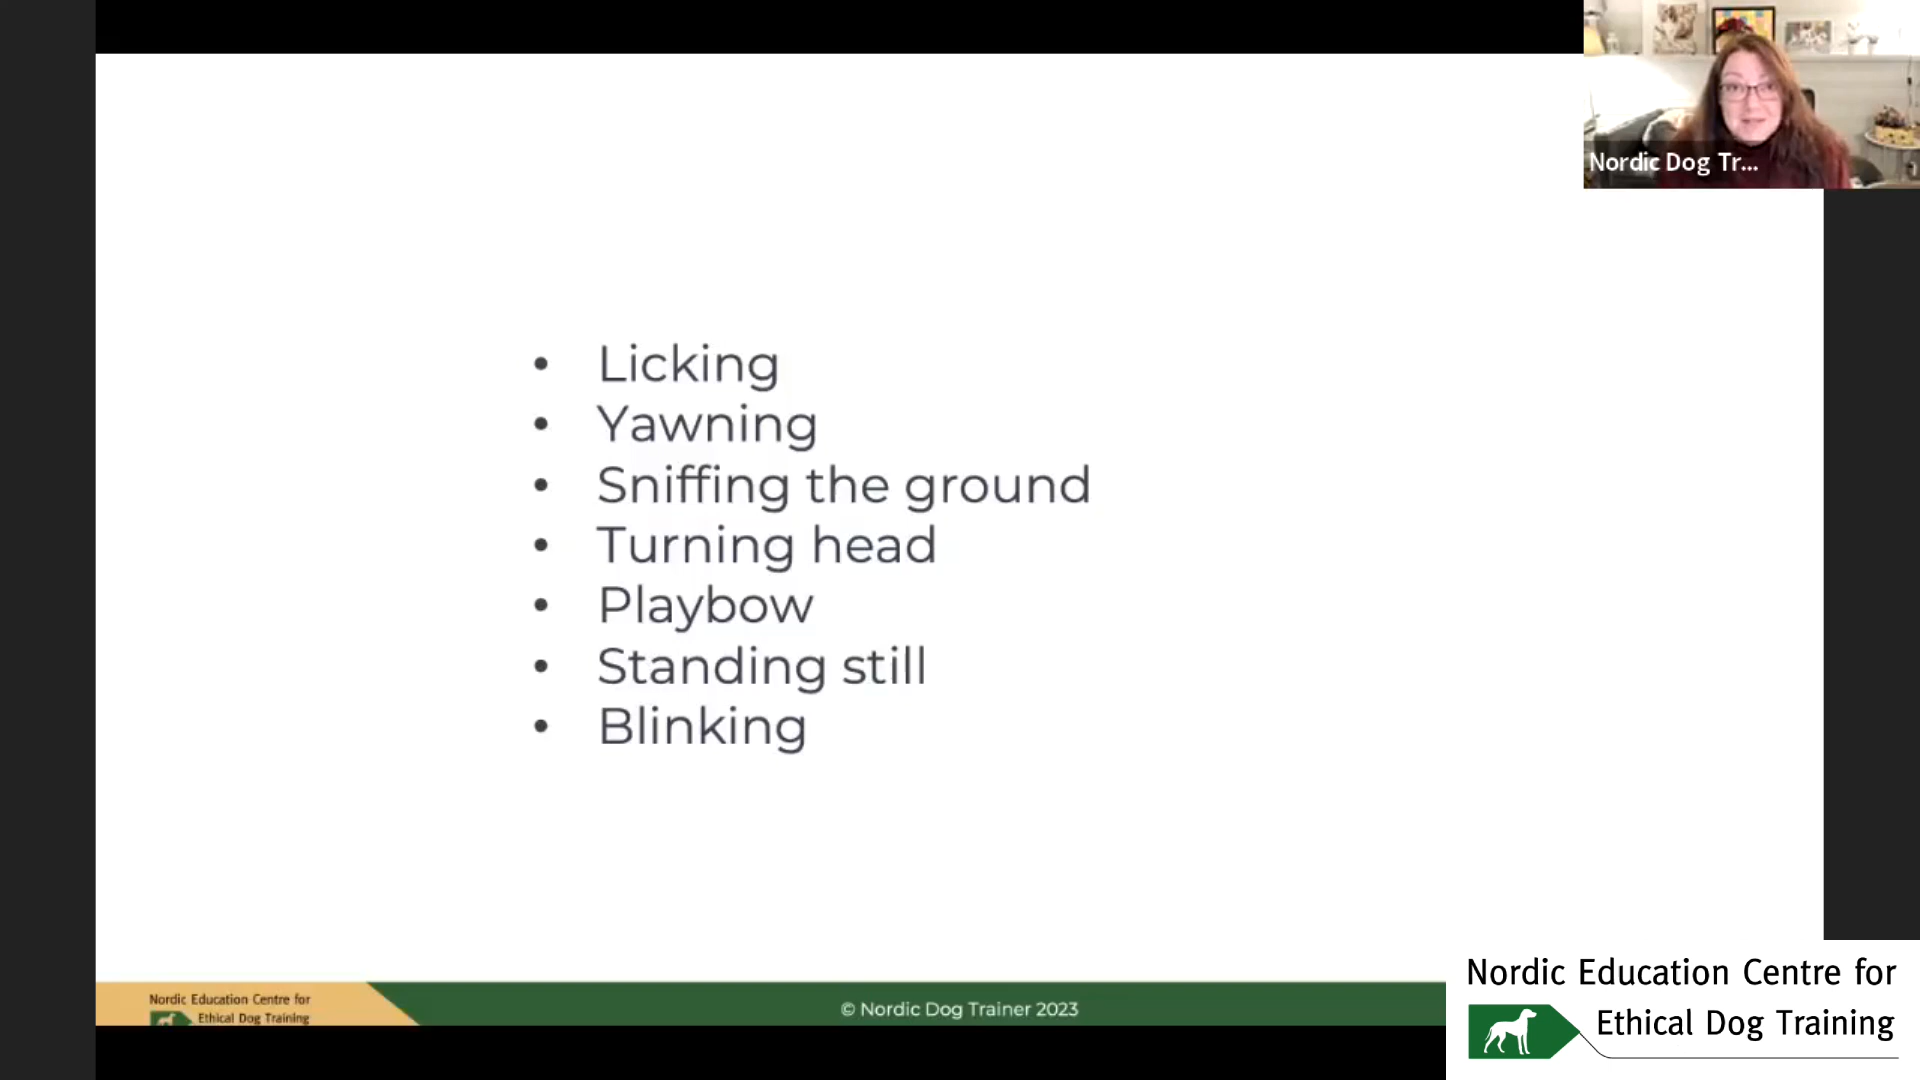 Nordic Dog Tr...
• Licking
• Yawning
• Sniffing the ground
• Turning head
• Playbow
• Standing still
• Blinking
Nordic Education Centre for
Ethical Dog Training
© Nordic Dog Trainer 2023
Nordic Education Centre for
Ethical Dog Training